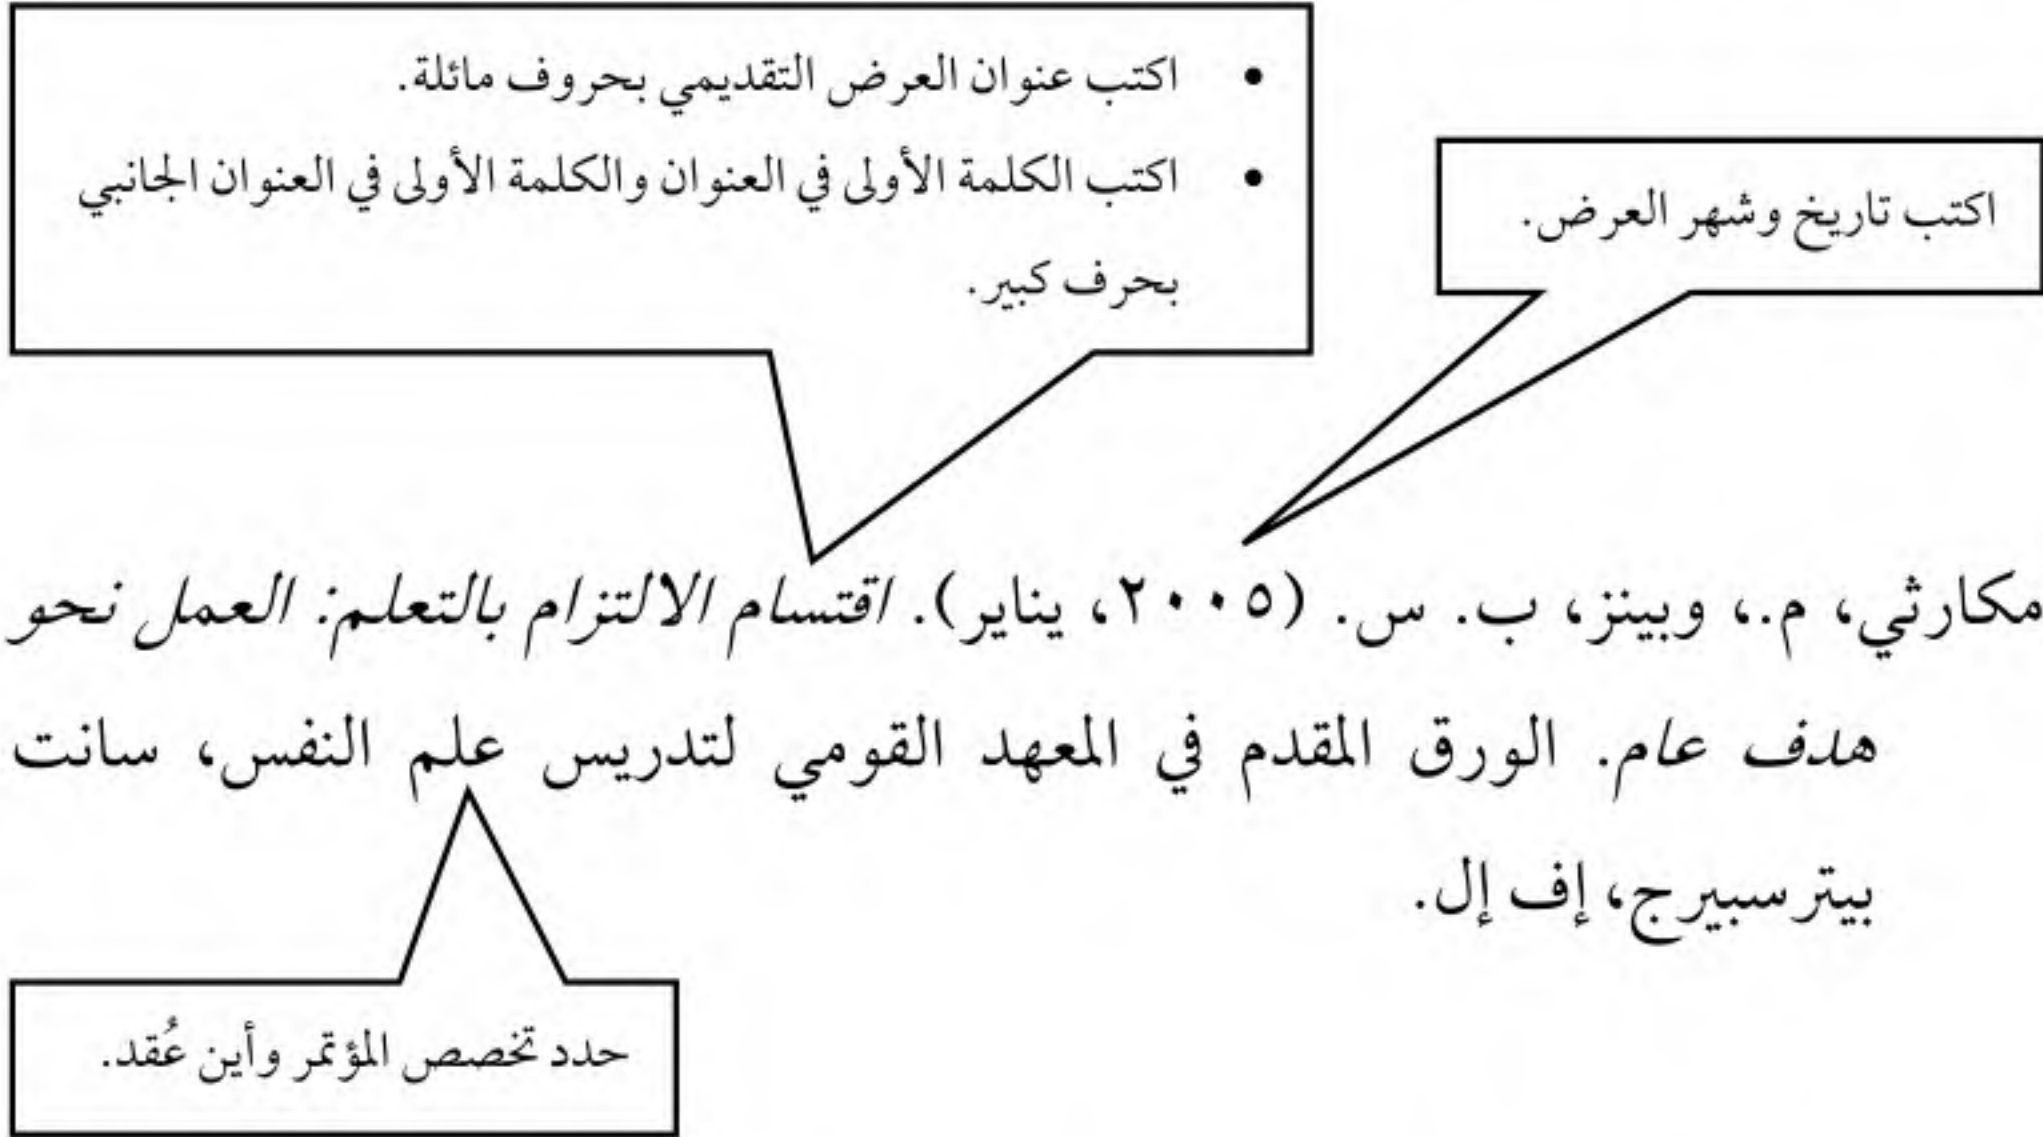 • اكتب عنوان العرض التقديمي بحروف مائلة.
• اكتب الكلمة الأولى في العنوان والكلمة الأولى في العنوان الجانبي
بحرف كبير.
اكتب تاريخ وشهر العرض.
مكارثي، م.، وبينز، ب. س. (٢٠٠٥، يناير). اقتسام الالتزام بالتعلم: العمل نحو
هدف عام. الورق المقدم في المعهد القومي لتدريس علم النفس، سانت
بيترسبيرج، إف إل.
حدد تخصص المؤتمر وأين عُقد.